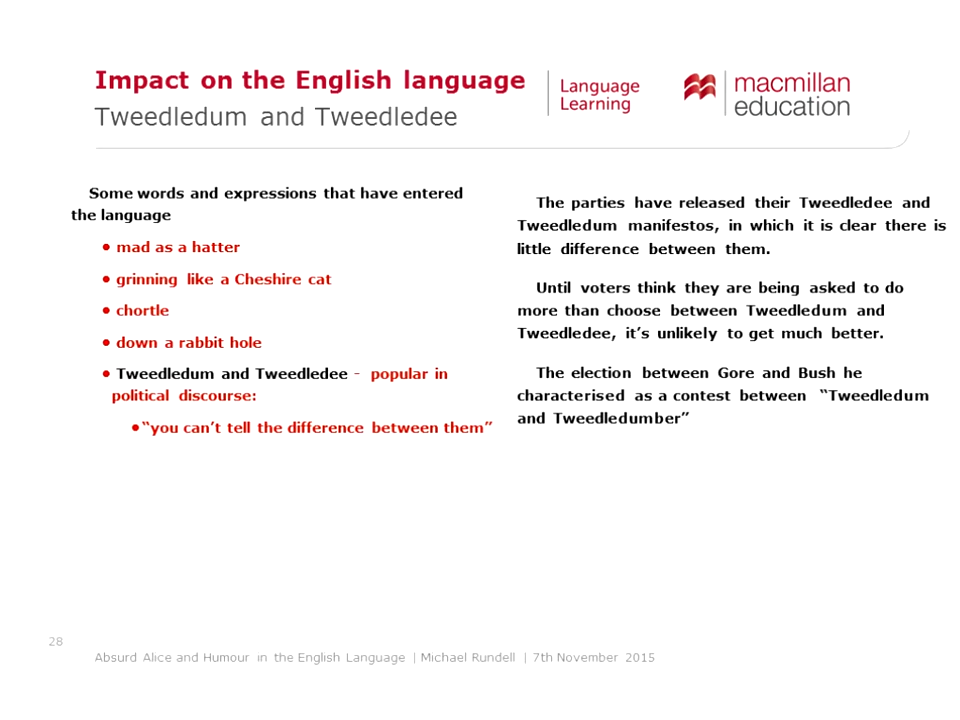 Impact on the English language
Tweedledum and Tweedledee
Language
Learning
macmillan
education
Some words and expressions that have entered
the language
• mad as a hatter
• grinning like a Cheshire cat
• chortle
• down a rabbit hole
• Tweedledum and Tweedledee - popular in
political discourse:
• “you can’t tell the difference between them”
The parties have released their Tweedledee and
Tweedledum manifestos, in which it is clear there is
little difference between them.
Until voters think they are being asked to do
more than choose between Tweedledum and
Tweedledee, it’s unlikely to get much better.
The election between Gore and Bush he
characterised as a contest between “Tweedledum
and Tweedledumber”
28
Absurd Alice and Humour in the English Language | Michael Rundell | 7th November 2015